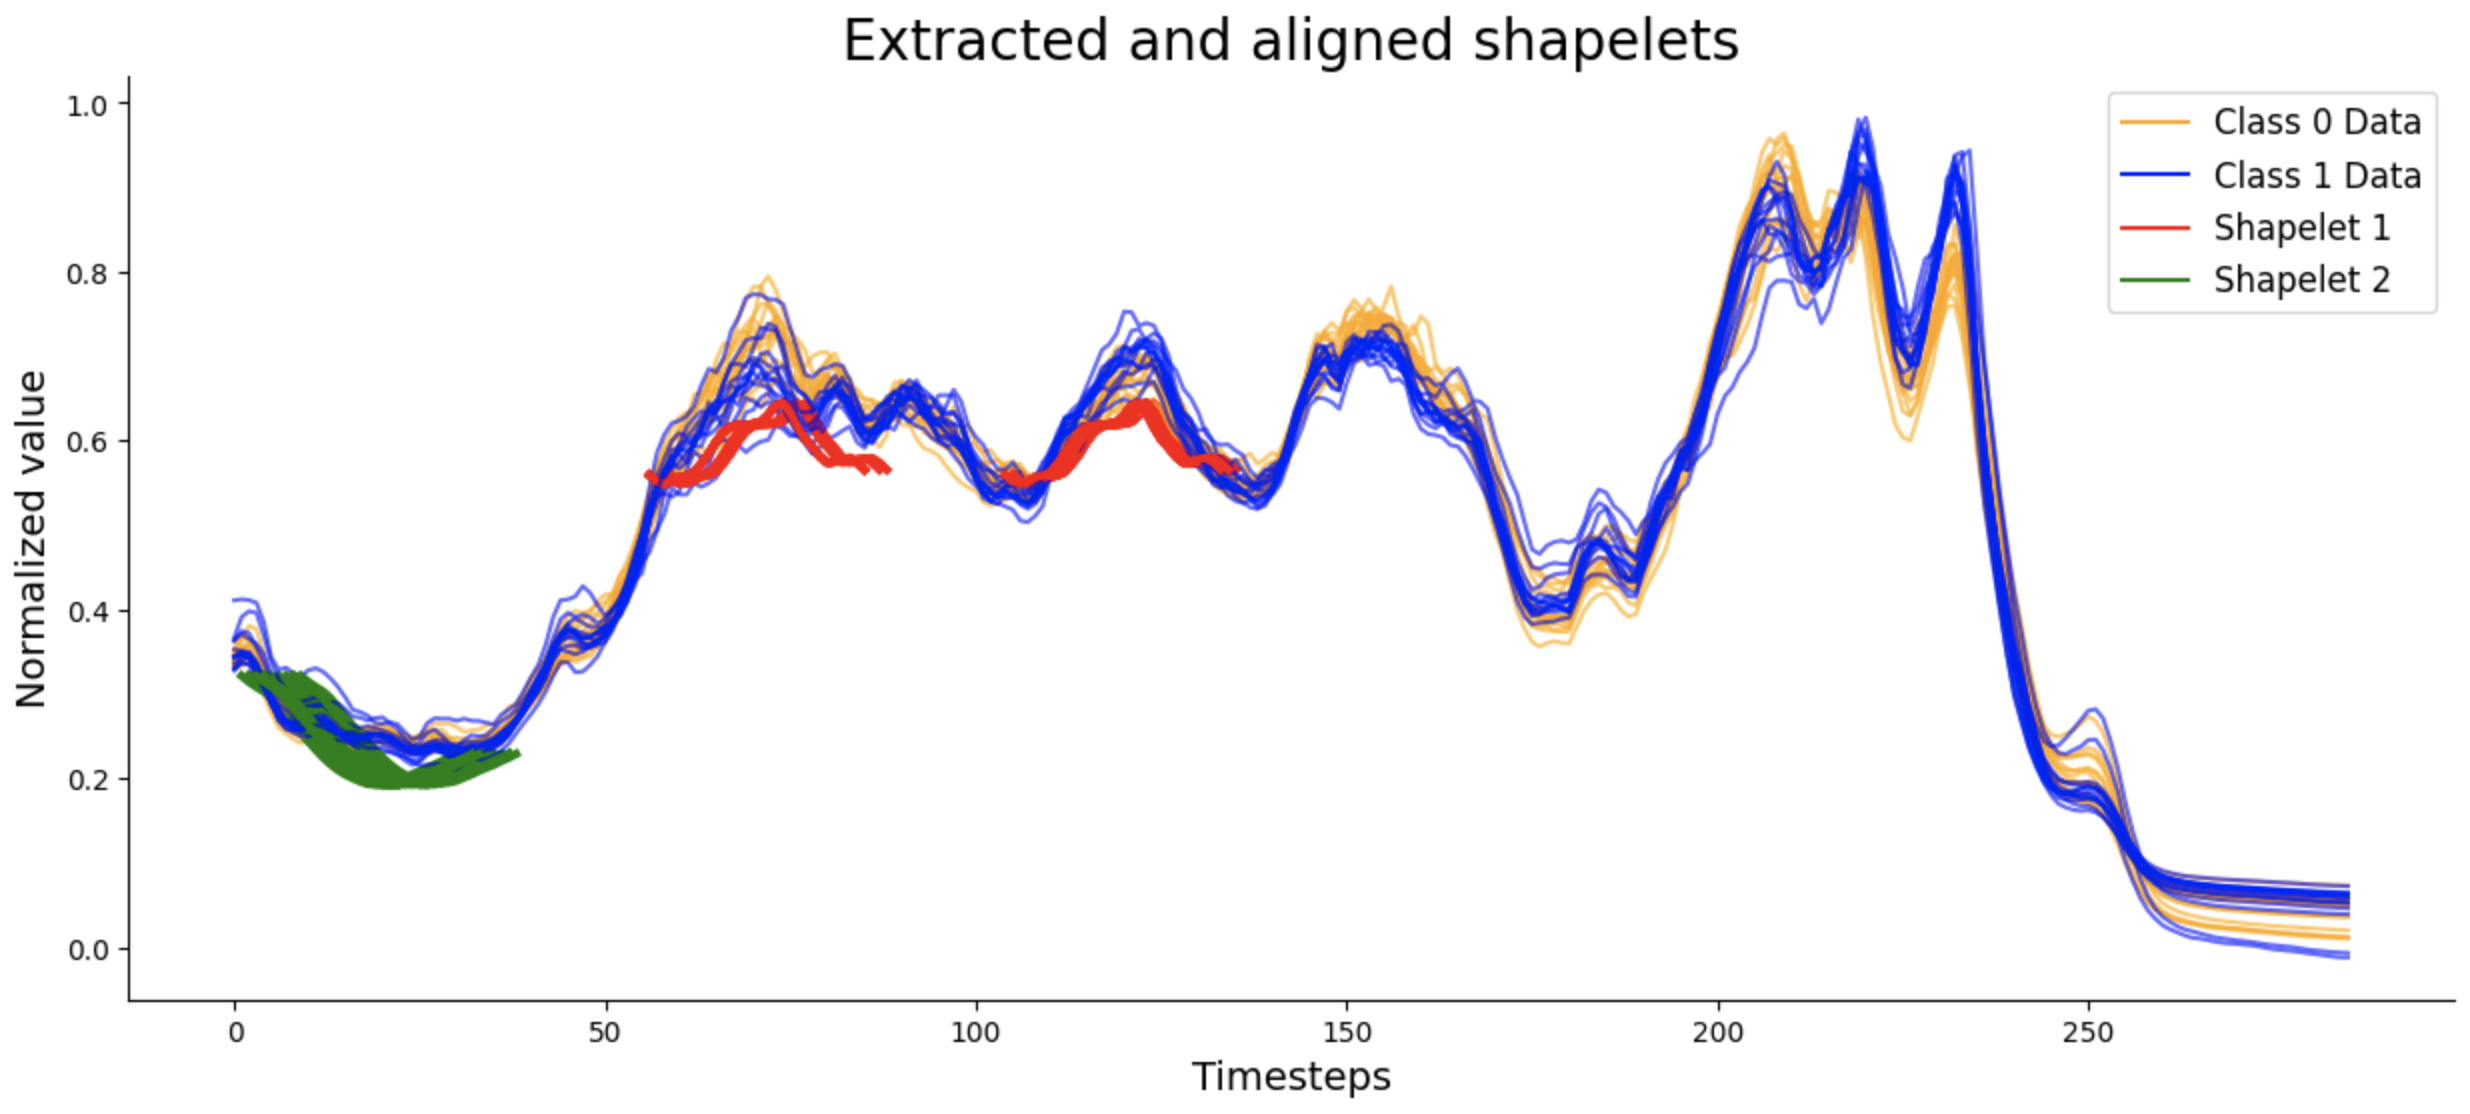 Extracted and aligned shapelets
Normalized value
1.0
0.8
0.6
0.4
0.2
0.0
Class 0 Data
Class 1 Data
Shapelet 1
Shapelet 2
0 50 100 150 200 250
Timesteps